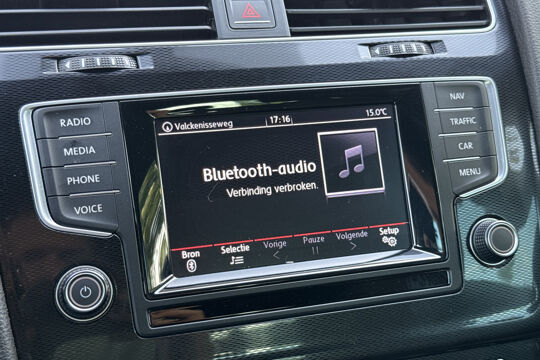 RADIO
MEDIA
PHONE
VOICE
Valckenisseweg 17:16 15.0°C
Bluetooth-audio
Verbinding verbroken.
Bron Selectie Vorige Pauze Volgende Setup
NAV
TRAFFIC
CAR
MENU